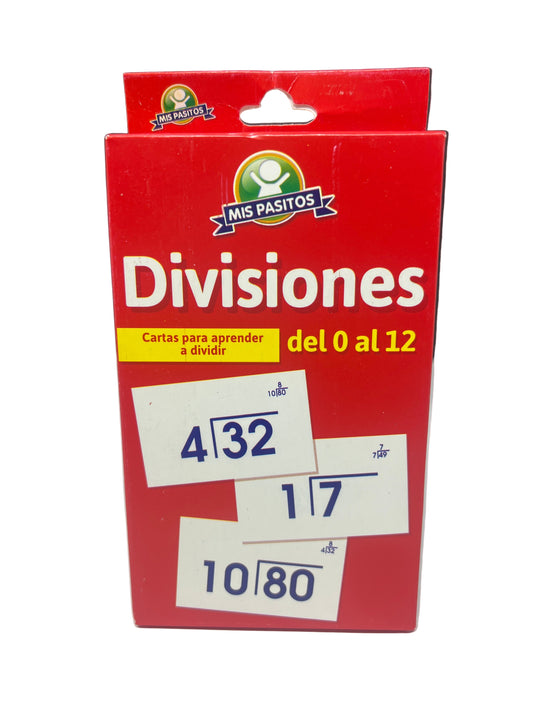 MIS PASITOS
MIS PASITOS
Divisiones
Cartas para aprender
a dividir
del 0 al 12
8
10 80
4 32
7
7 49
1 7
8
4 32
10 80